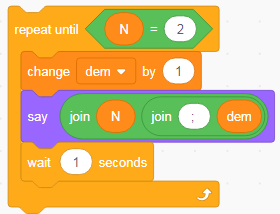 repeat until N = 2
change dem by 1
say join N join ; dem
wait 1 seconds